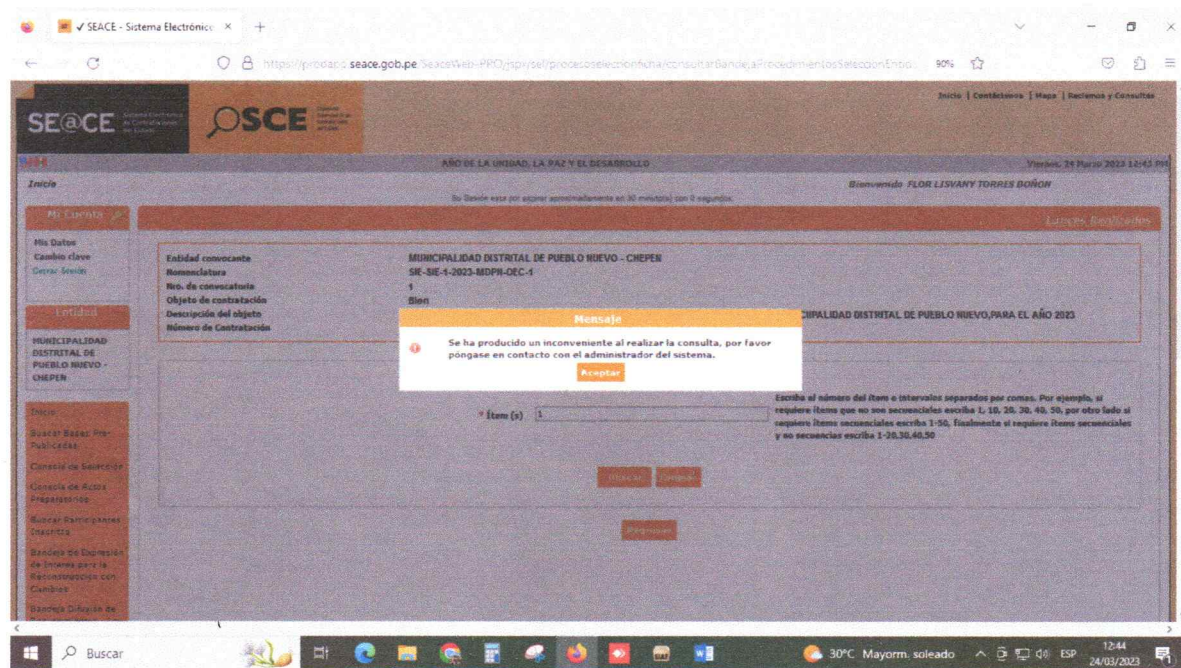 ✓ SEACE - Sistema Electrónico
seace.gob.pe/SeaceWeb-PRO/jspx/sel/procesoseleccionficha/consultarBandejaProcedimientosSeleccionEntid
90%
Inicio | Contáctenos | Mapa | Reclamos y Consultas
SE@CE
OSCE
AÑO DE LA UNIDAD, LA PAZ Y EL DESARROLLO
Viernes, 24 Marzo 2023 12:43 PM
Inicio
Bienvenido FLOR LISVANY TORRES BOÑON
Su Sesión esta por expirar aproximadamente en 30 minuto(s) con 0 segundos.
Mi Cuenta
Lances Realizados
Mis Datos
Cambio clave
Cerrar Sesión
Entidad convocante
MUNICIPALIDAD DISTRITAL DE PUEBLO NUEVO - CHEPEN
Nomenclatura
SIE-SIE-1-2023-MDPN-OEC-1
Nro. de convocatoria
1
Objeto de contratación
Bien
Descripción del objeto
CIPALIDAD DISTRITAL DE PUEBLO NUEVO,PARA EL AÑO 2023
Número de Contratación
Entidad
MUNICIPALIDAD
DISTRITAL DE
PUEBLO NUEVO -
CHEPEN
Mensaje
Se ha producido un inconveniente al realizar la consulta, por favor
póngase en contacto con el administrador del sistema.
Aceptar
* Ítem (s)
1
Escriba el número del ítem o intervalos separados por comas. Por ejemplo, si
requiere ítems que no son secuenciales escriba 1, 10, 20, 30, 40, 50, por otro lado si
requiere ítems secuenciales escriba 1-50, finalmente si requiere ítems secuenciales
y no secuencias escriba 1-20,30,40,50
Buscar
Limpiar
Regresar
Inicio
Buscar Bases Pre-
Publicadas
Consola de Selección
Consola de Actos
Preparatorios
Buscar Participantes
Inscritos
Bandeja de Expresión
de Interés para la
Reconstrucción con
Cambios
Bandeja Difusión de
Buscar
30°C Mayorm. soleado
ESP
12:44
24/03/2023